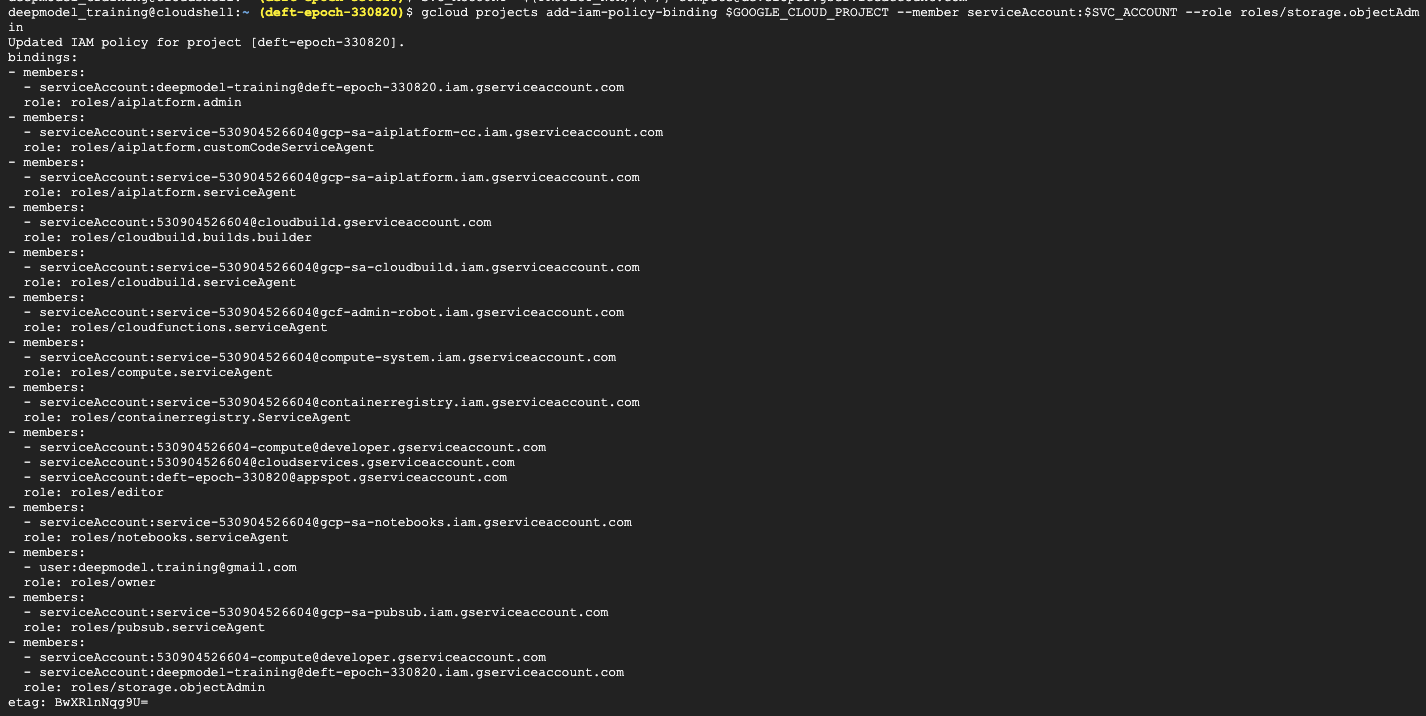 deepmodel_training@cloudshell:~ (deft-epoch-330820)$ gcloud projects add-iam-policy-binding $GOOGLE_CLOUD_PROJECT --member serviceAccount:$SVC_ACCOUNT --role roles/storage.objectAdm
in
Updated IAM policy for project [deft-epoch-330820].
bindings:
- members:
  - serviceAccount:deepmodel-training@deft-epoch-330820.iam.gserviceaccount.com
  role: roles/aiplatform.admin
- members:
  - serviceAccount:service-530904526604@gcp-sa-aiplatform-cc.iam.gserviceaccount.com
  role: roles/aiplatform.customCodeServiceAgent
- members:
  - serviceAccount:service-530904526604@gcp-sa-aiplatform.iam.gserviceaccount.com
  role: roles/aiplatform.serviceAgent
- members:
  - serviceAccount:530904526604@cloudbuild.gserviceaccount.com
  role: roles/cloudbuild.builds.builder
- members:
  - serviceAccount:service-530904526604@gcp-sa-cloudbuild.iam.gserviceaccount.com
  role: roles/cloudbuild.serviceAgent
- members:
  - serviceAccount:service-530904526604@gcf-admin-robot.iam.gserviceaccount.com
  role: roles/cloudfunctions.serviceAgent
- members:
  - serviceAccount:service-530904526604@compute-system.iam.gserviceaccount.com
  role: roles/compute.serviceAgent
- members:
  - serviceAccount:service-530904526604@containerregistry.iam.gserviceaccount.com
  role: roles/containerregistry.ServiceAgent
- members:
  - serviceAccount:530904526604-compute@developer.gserviceaccount.com
  - serviceAccount:530904526604@cloudservices.gserviceaccount.com
  - serviceAccount:deft-epoch-330820@appspot.gserviceaccount.com
  role: roles/editor
- members:
  - serviceAccount:service-530904526604@gcp-sa-notebooks.iam.gserviceaccount.com
  role: roles/notebooks.serviceAgent
- members:
  - user:deepmodel.training@gmail.com
  role: roles/owner
- members:
  - serviceAccount:service-530904526604@gcp-sa-pubsub.iam.gserviceaccount.com
  role: roles/pubsub.serviceAgent
- members:
  - serviceAccount:530904526604-compute@developer.gserviceaccount.com
  - serviceAccount:deepmodel-training@deft-epoch-330820.iam.gserviceaccount.com
  role: roles/storage.objectAdmin
etag: BwXRlnNqg9U=